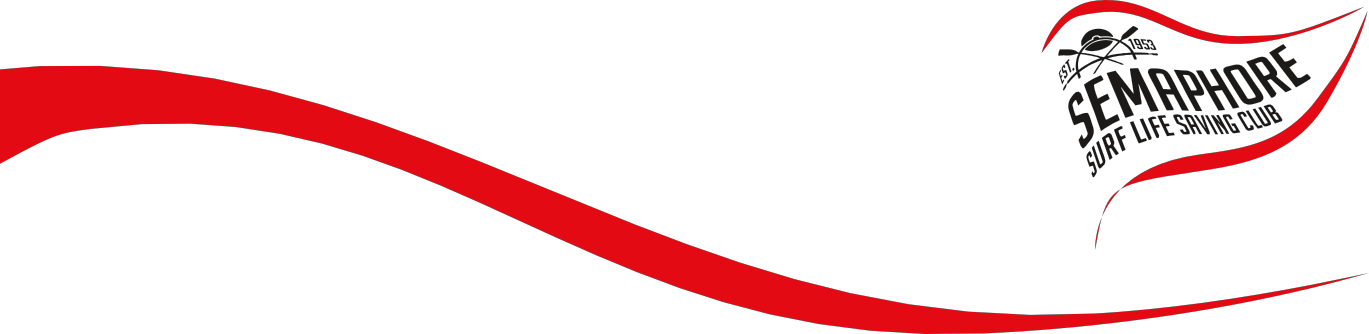 EST. 1953
SEMAPHORE
SURF LIFE SAVING CLUB